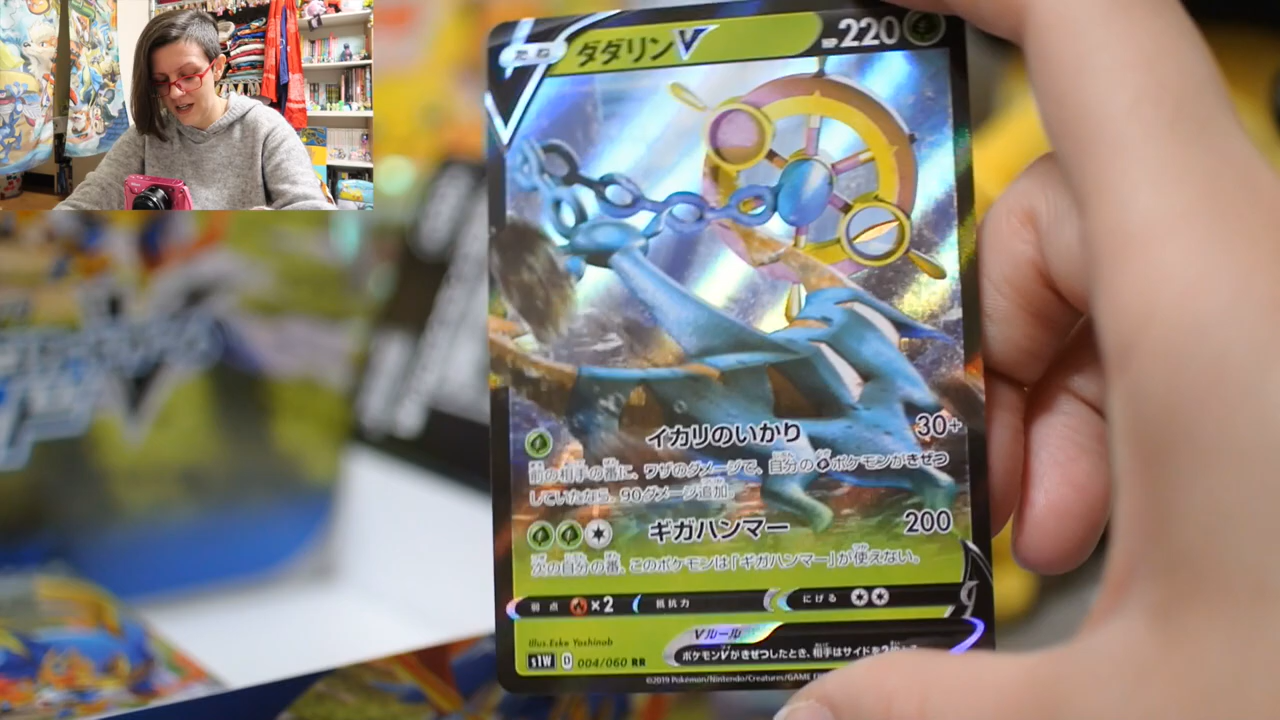 たね ダダリンV HP 220
イカリのいかり 30+
前の相手の番に、ワザのダメージで、自分のポケモンがきぜつ
していたなら、90ダメージ追加。
ギガハンマー 200
次の自分の番、このポケモンは「ギガハンマー」が使えない。
弱点 ×2 抵抗力 にげる
Vルール
ポケモンVがきぜつしたとき、相手はサイドを2
Illus.Eske Yoshinob
s1W D 004/060 RR
©2019 Pokémon/Nintendo/Creatures/GAME